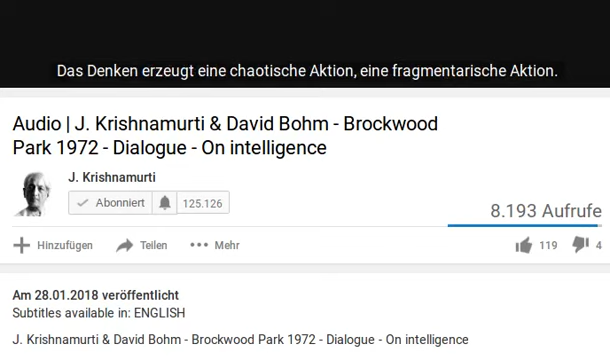 Das Denken erzeugt eine chaotische Aktion, eine fragmentarische Aktion.
Audio | J. Krishnamurti & David Bohm - Brockwood
Park 1972 - Dialogue - On intelligence
J. Krishnamurti
Abonniert 125.126
8.193 Aufrufe
Hinzufügen Teilen Mehr 119 4
Am 28.01.2018 veröffentlicht
Subtitles available in: ENGLISH
J. Krishnamurti & David Bohm - Brockwood Park 1972 - Dialogue - On intelligence